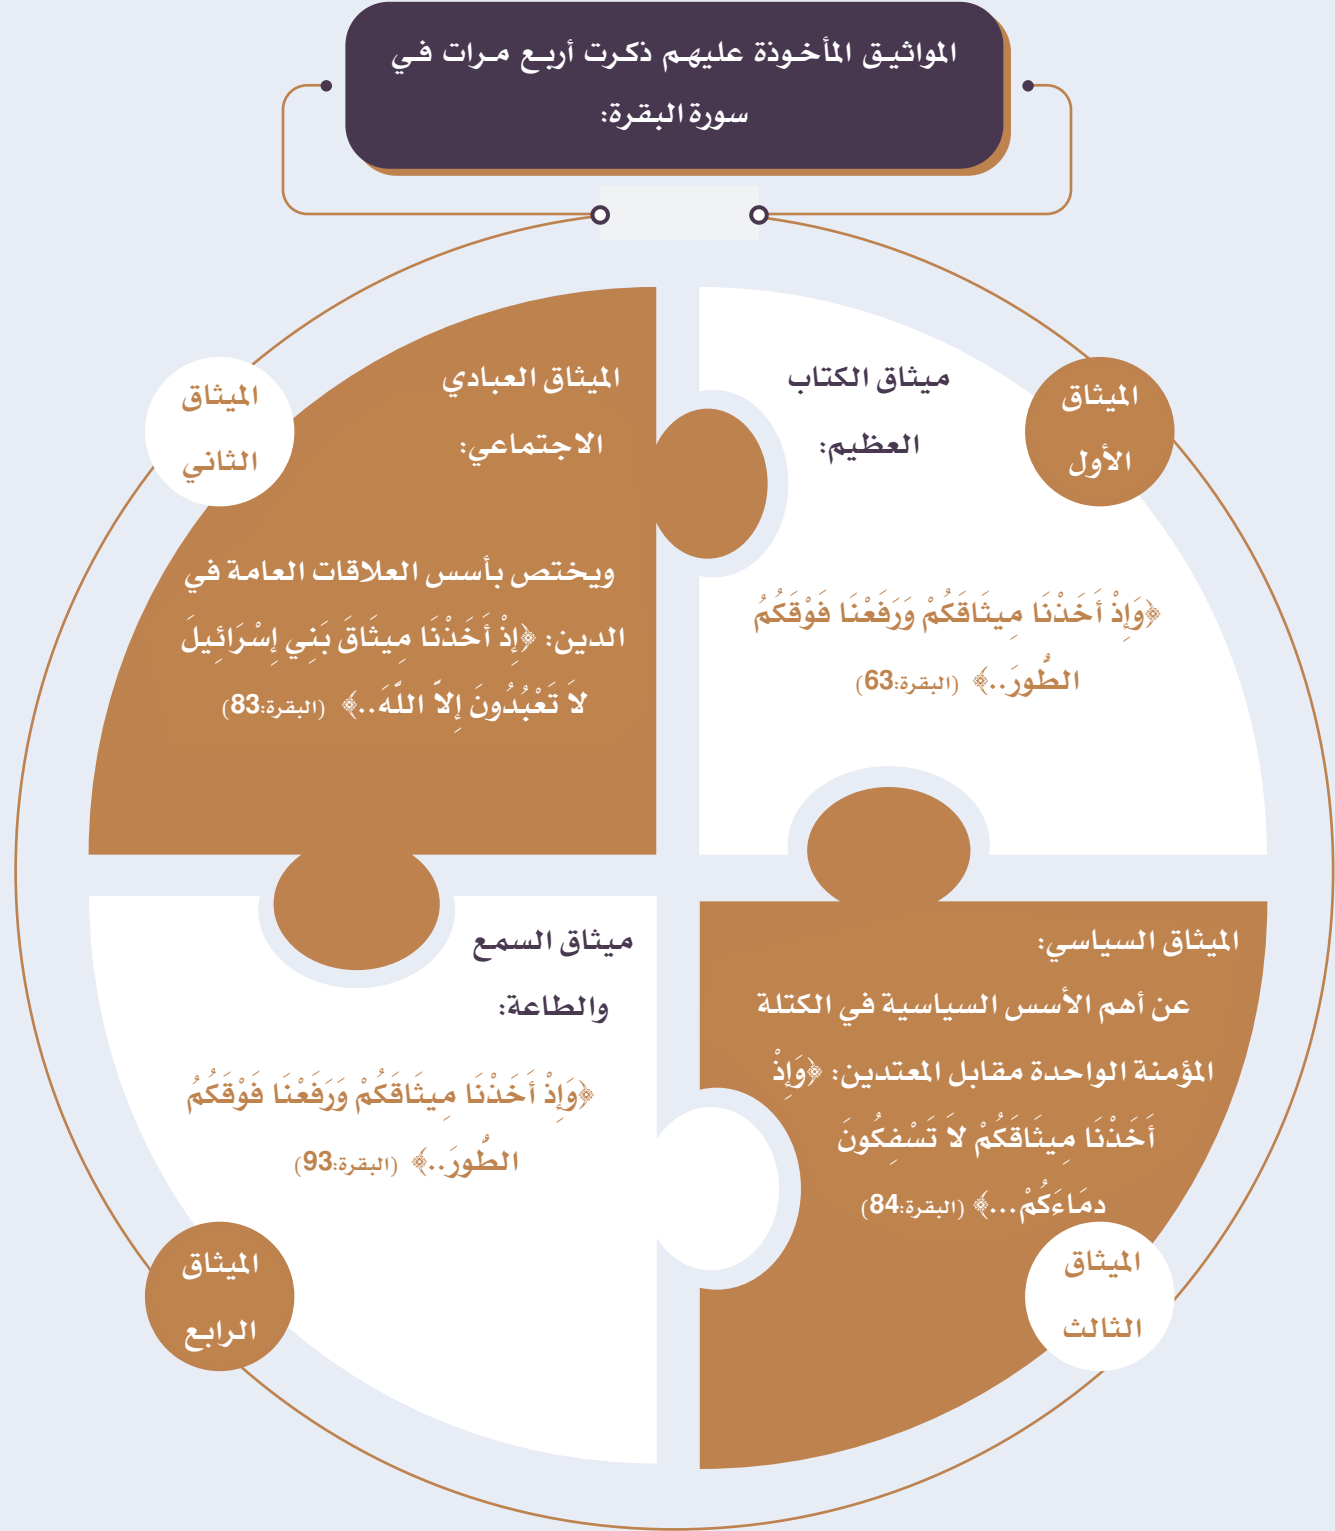 المواثيق المأخوذة عليهم ذكرت أربع مرات في
سورة البقرة:
الميثاق
الأول
ميثاق الكتاب
العظيم:
﴿وَإِذْ أَخَذْنَا مِيثَاقَكُمْ وَرَفَعْنَا فَوْقَكُمُ
الطُّورَ..﴾ (البقرة:63)
الميثاق
الثاني
الميثاق العبادي
الاجتماعي:
ويختص بأسس العلاقات العامة في
الدين: ﴿إِذْ أَخَذْنَا مِيثَاقَ بَنِي إِسْرَائِيلَ
لاَ تَعْبُدُونَ إِلاَّ اللّهَ..﴾ (البقرة:83)
الميثاق السياسي:
عن أهم الأسس السياسية في الكتلة
المؤمنة الواحدة مقابل المعتدين: ﴿وَإِذْ
أَخَذْنَا مِيثَاقَكُمْ لاَ تَسْفِكُونَ
دمَاءَكُمْ...﴾ (البقرة:84)
الميثاق
الثالث
ميثاق السمع
والطاعة:
﴿وَإِذْ أَخَذْنَا مِيثَاقَكُمْ وَرَفَعْنَا فَوْقَكُمُ
الطُّورَ..﴾ (البقرة:93)
الميثاق
الرابع